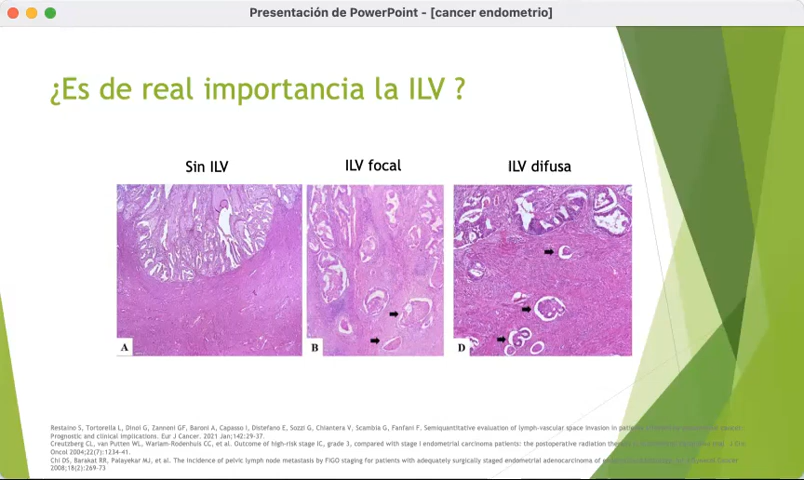 Presentación de PowerPoint - [cancer endometrio]
¿Es de real importancia la ILV ?
Sin ILV
ILV focal
ILV difusa
A
B
D
Restaino S, Tortorella L, Dinoi G, Zannoni GF, Baroni A, Capasso I, Distefano E, Sozzi G, Chiantera V, Scambia G, Fanfani F. Semiquantitative evaluation of lymph-vascular space invasion in patients
Prognostic and clinical implications. Eur J Cancer. 2021 Jan;142:29-37.
Creutzberg CL, van Putten WL, Warlam-Rodenhuis CC, et al. Outcome of high-risk stage IC, grade 3, compared with stage I endometrial carcinoma patients: the postoperative radiation
Oncol 2004;22(7):1234-41.
Chi DS, Barakat RR, Palayekar MJ, et al. The incidence of pelvic lymph node metastasis by FIGO staging for patients with adequately surgically staged endometrial adenocarcinoma of Cancer
2008;18(2):269-73